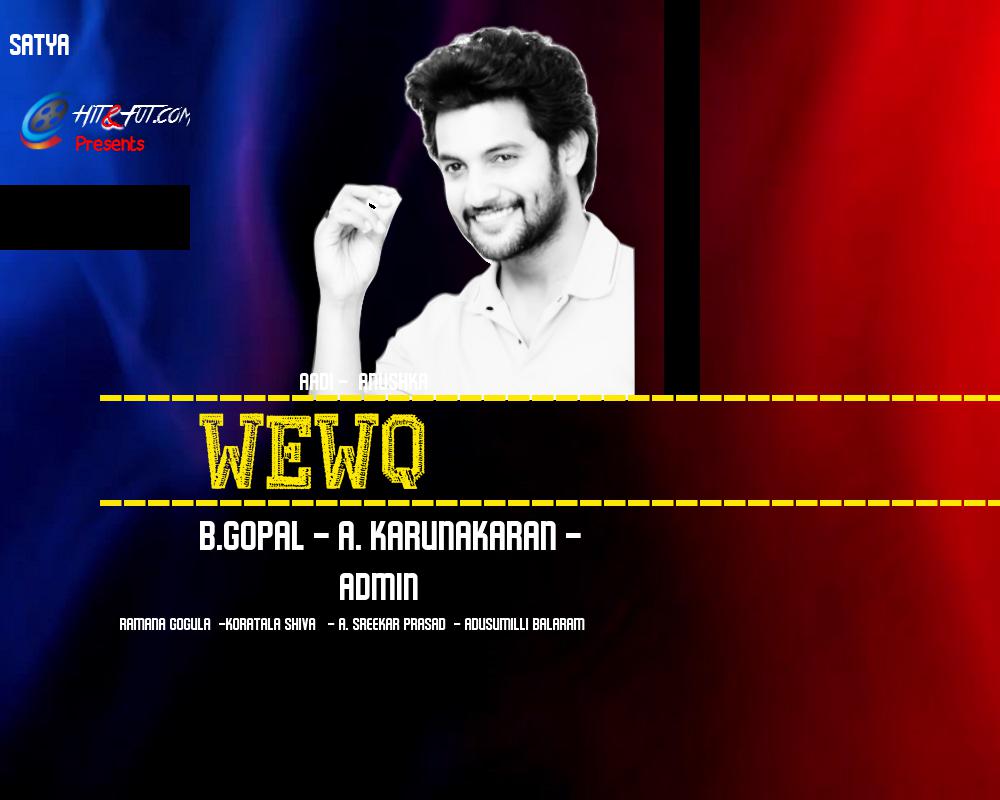 SATYA
HIT&FUT.COM
Presents
AADI - ANUSHKA
WEWQ
B.GOPAL - A. KARUNAKARAN -
ADMIN
RAMANA GOGULA -KORATALA SHIVA - A. SREEKAR PRASAD - ADUSUMILLI BALARAM